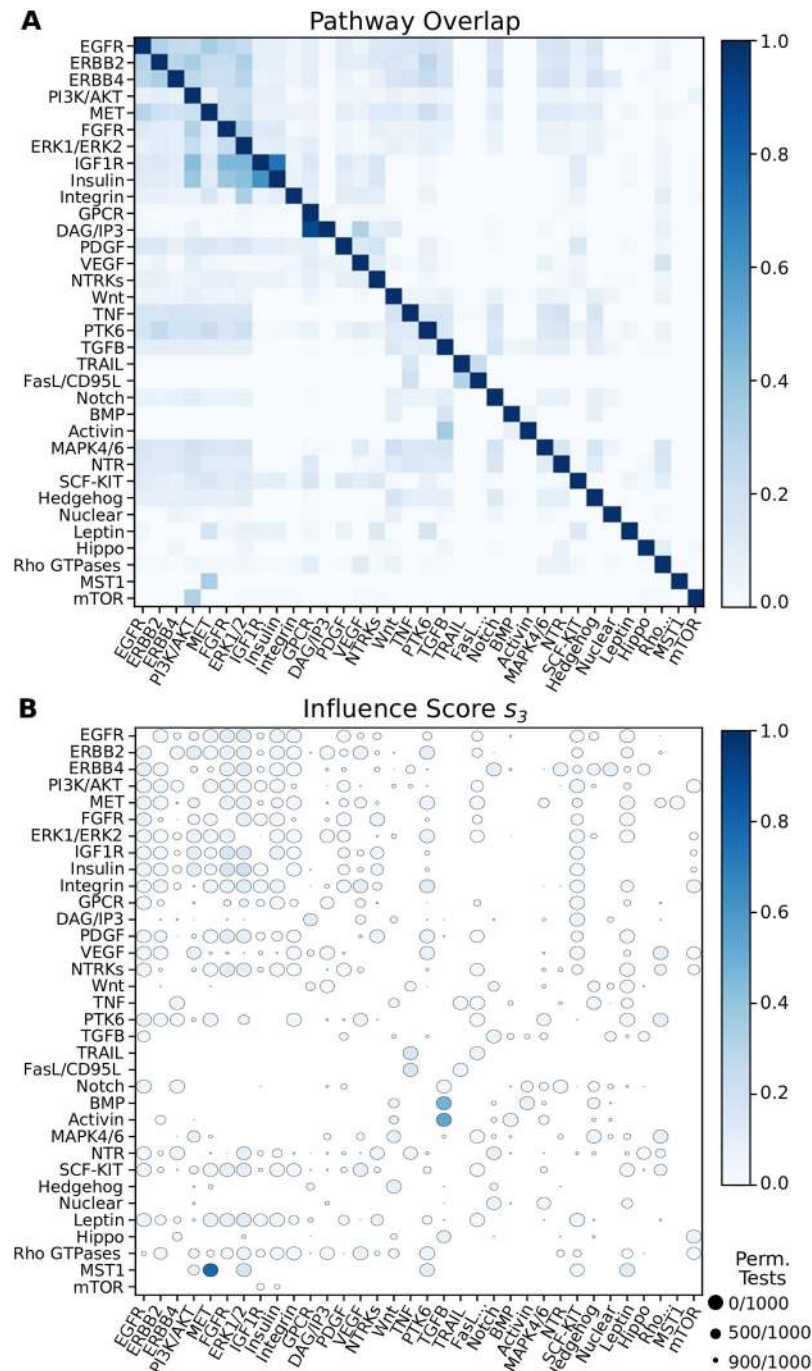 A
Pathway Overlap
EGFR
ERBB2
ERBB4
PI3K/AKT
MET
FGFR
ERK1/ERK2
IGF1R
Insulin
Integrin
GPCR
DAG/IP3
PDGF
VEGF
NTRKs
Wnt
TNF
PTK6
TGFB
TRAIL
FasL/CD95L
Notch
BMP
Activin
MAPK4/6
NTR
SCF-KIT
Hedgehog
Nuclear
Leptin
Hippo
Rho GTPases
MST1
mTOR
EGFR
ERBB2
ERBB4
PI3K/AKT
MET
FGFR
ERK1/2
IGF1R
Insulin
Integrin
GPCR
DAG/IP3
PDGF
VEGF
NTRKs
Wnt
TNF
PTK6
TGFB
TRAIL
FasL...
Notch
BMP
Activin
MAPK4/6
NTR
SCF-KIT
Hedgehog
Nuclear
Leptin
Hippo
Rho...
MST1
mTOR
1.0
0.8
0.6
0.4
0.2
0.0
B
Influence Score s3
EGFR
ERBB2
ERBB4
PI3K/AKT
MET
FGFR
ERK1/ERK2
IGF1R
Insulin
Integrin
GPCR
DAG/IP3
PDGF
VEGF
NTRKs
Wnt
TNF
PTK6
TGFB
TRAIL
FasL/CD95L
Notch
BMP
Activin
MAPK4/6
NTR
SCF-KIT
Hedgehog
Nuclear
Leptin
Hippo
Rho GTPases
MST1
mTOR
EGFR
ERBB2
ERBB4
PI3K/AKT
MET
FGFR
ERK1/2
IGF1R
Insulin
Integrin
GPCR
DAG/IP3
PDGF
VEGF
NTRKs
Wnt
TNF
PTK6
TGFB
TRAIL
FasL...
Notch
BMP
Activin
MAPK4/6
NTR
SCF-KIT
Hedgehog
Nuclear
Leptin
Hippo
Rho...
MST1
mTOR
1.0
0.8
0.6
0.4
0.2
0.0
Perm.
Tests
0/1000
500/1000
900/1000